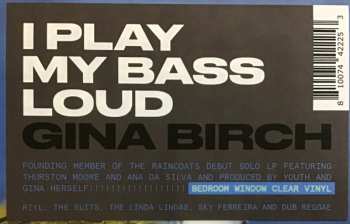 I PLAY
MY BASS
LOUD
GINA BIRCH
FOUNDING MEMBER OF THE RAINCOATS DEBUT SOLO LP FEATURING
THURSTON MOORE AND ANA DA SILVA AND PRODUCED BY YOUTH AND
GINA HERSELF!!!!!!!!!!!!!!!!!!! BEDROOM WINDOW CLEAR VINYL
RIYL: THE SLITS, THE LINDA LINDAS, SKY FERREIRA AND DUB REGGAE
8 10074 42225 3